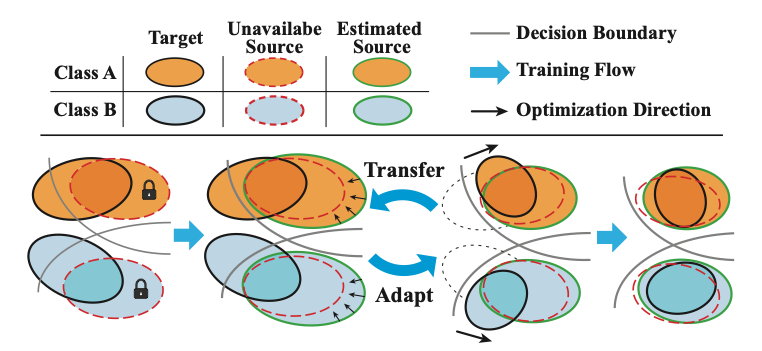 Target
Unavailabe
Source
Estimated
Source
Class A
Class B
Decision Boundary
Training Flow
Optimization Direction
Transfer
Adapt